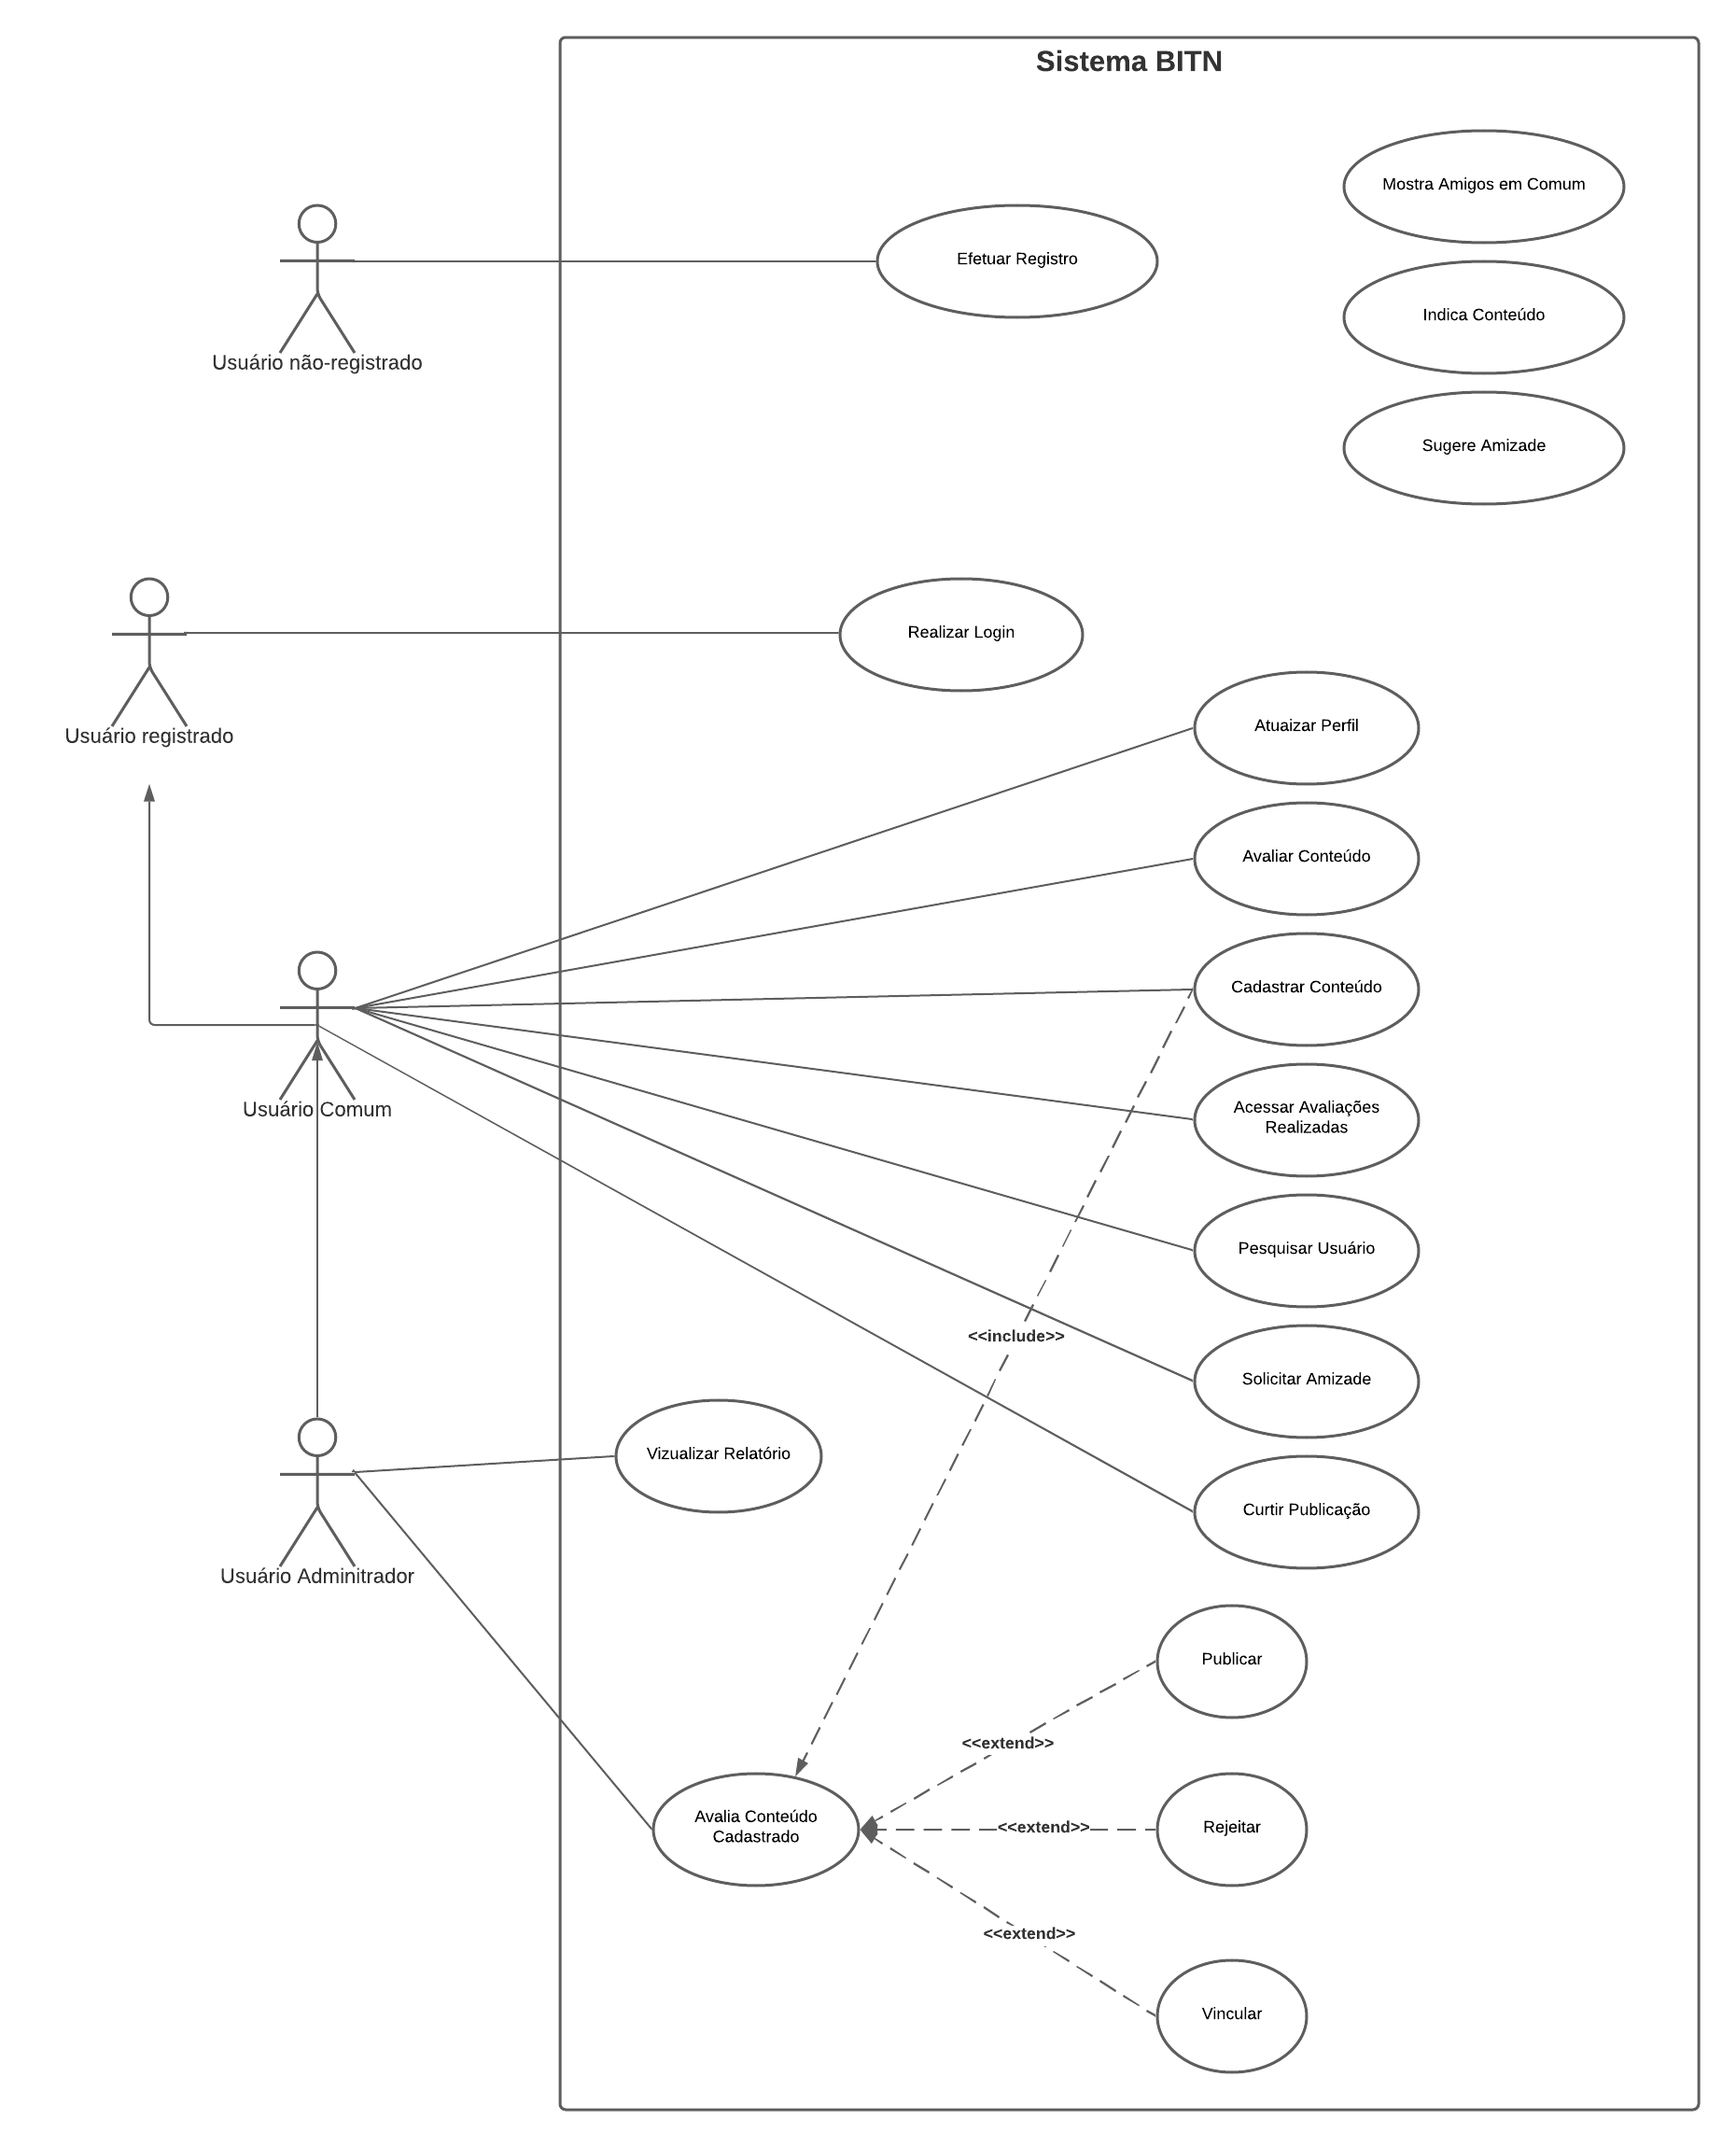 Sistema BITN
Mostra Amigos em Comum
Efetuar Registro
Indica Conteúdo
Usuário não-registrado
Sugere Amizade
Realizar Login
Usuário registrado
Atuaizar Perfil
Avaliar Conteúdo
Cadastrar Conteúdo
Usuário Comum
Acessar Avaliações
Realizadas
Pesquisar Usuário
<<include>>
Solicitar Amizade
Vizualizar Relatório
Curtir Publicação
Usuário Adminitrador
Publicar
<<extend>>
Avalia Conteúdo
Cadastrado
<<extend>>
Rejeitar
<<extend>>
Vincular